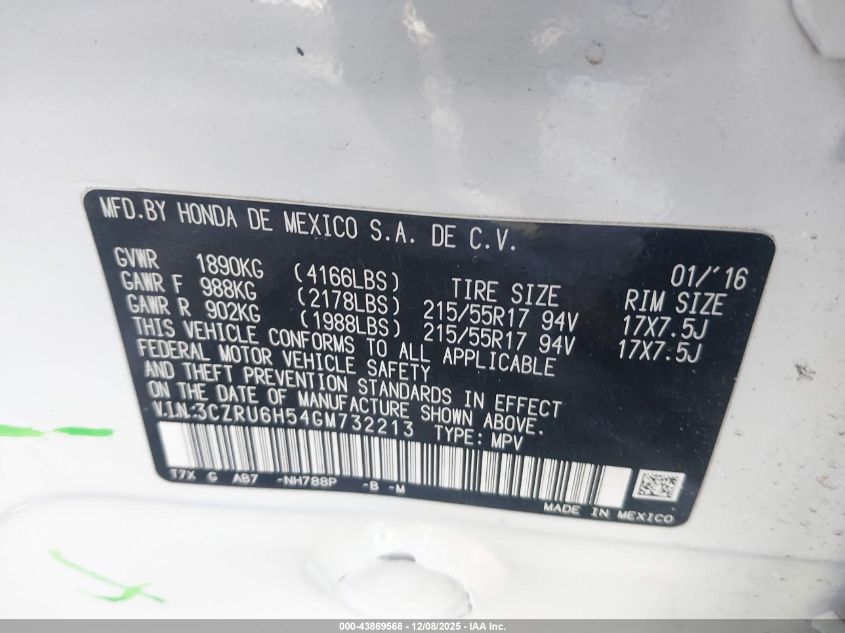 MFD.BY HONDA DE MEXICO S.A. DE C.V.
01/'16
GVWR 1890KG (4166LBS) TIRE SIZE RIM SIZE
GAWR F 988KG (2178LBS) 215/55R17 94V 17X7.5J
GAWR R 902KG (1988LBS) 215/55R17 94V 17X7.5J
THIS VEHICLE CONFORMS TO ALL APPLICABLE
FEDERAL MOTOR VEHICLE SAFETY
AND THEFT PREVENTION STANDARDS IN EFFECT
ON THE DATE OF MANUFACTURE SHOWN ABOVE.
V.I.N:3CZRU6H54GM732213 TYPE: MPV
T7X G AB7 -NH788P -B -M
MADE IN MEXICO
000-43869568 - 12/08/2025 - IAA Inc.